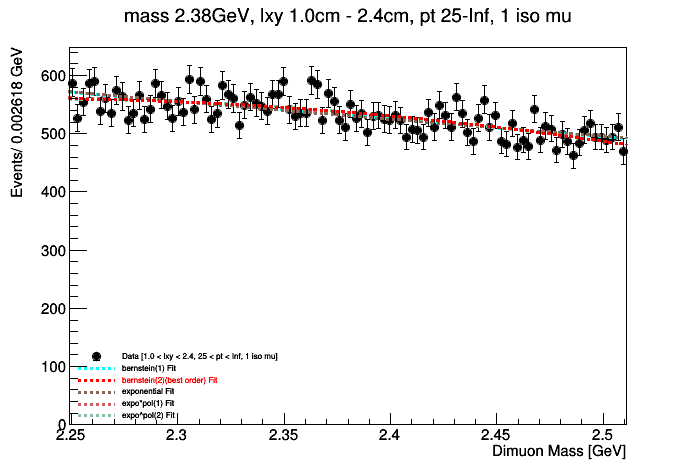 mass 2.38GeV, lxy 1.0cm - 2.4cm, pt 25-Inf, 1 iso mu
Events/ 0.002618 GeV
600
500
400
300
200
100
0
Data [1.0 < lxy < 2.4, 25 < pt < Inf, 1 iso mu]
bernstein(1) Fit
bernstein(2)(best order) Fit
exponential Fit
expo*pol(1) Fit
expo*pol(2) Fit
2.25 2.3 2.35 2.4 2.45 2.5
Dimuon Mass [GeV]